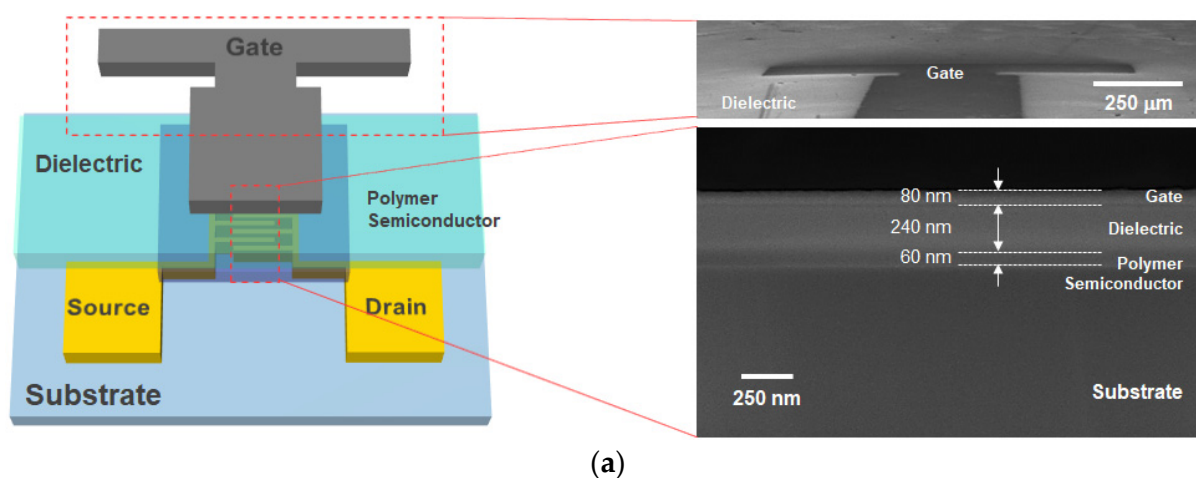 Gate
Dielectric
Polymer
Semiconductor
Source
Drain
Substrate
Gate
Dielectric
250 μm
80 nm
Gate
240 nm
Dielectric
60 nm
Polymer
Semiconductor
250 nm
Substrate
(a)